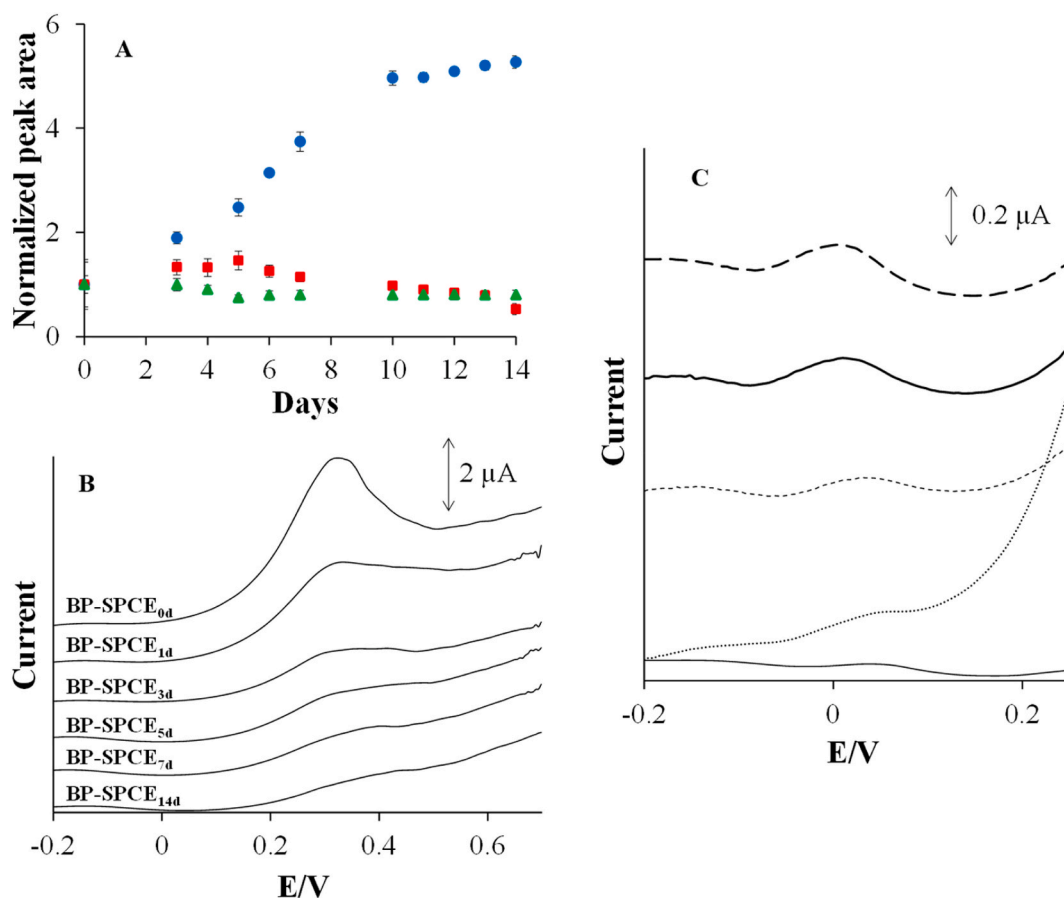 A
Normalized peak area
6
4
2
0
0 2 4 6 8 10 12 14
Days
B
2 µA
Current
BP-SPCE0d
BP-SPCE1d
BP-SPCE3d
BP-SPCE5d
BP-SPCE7d
BP-SPCE14d
-0.2 0 0.2 0.4 0.6
E/V
C
0.2 µA
Current
-0.2 0 0.2
E/V